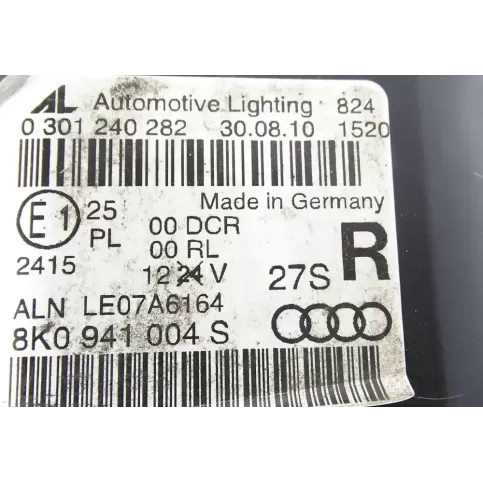 AL Automotive Lighting 824
0 301 240 282 30.08.10 1520
Made in Germany
E1 25 PL 00 DCR
00 RL
2415 12 24 V 27S R
ALN LE07A6164
8K0 941 004 S